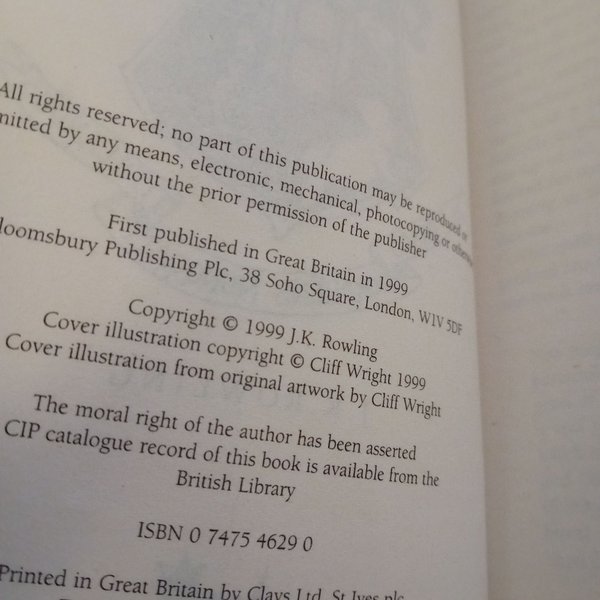 All rights reserved; no part of this publication may be reproduced or
mitted by any means, electronic, mechanical, photocopying or otherw
without the prior permission of the publisher
First published in Great Britain in 1999
loomsbury Publishing Plc, 38 Soho Square, London, W1V 5DF
Copyright © 1999 J.K. Rowling
Cover illustration copyright © Cliff Wright 1999
Cover illustration from original artwork by Cliff Wright
The moral right of the author has been asserted
CIP catalogue record of this book is available from the
British Library
ISBN 0 7475 4629 0
Printed in Great Britain by Clays Ltd, St Ives plc